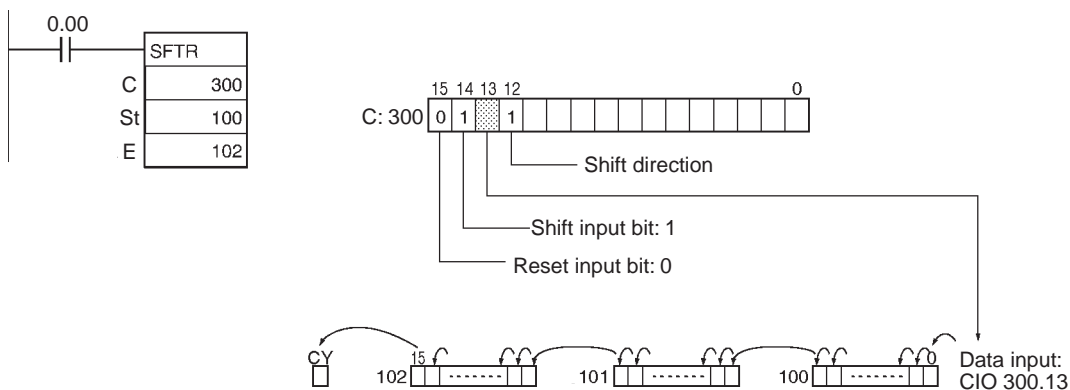 0.00
SFTR
C 300
St 100
E 102
15 14 13 12 0
C: 300 0 1 1
Shift direction
Shift input bit: 1
Reset input bit: 0
CY 15 0 Data input:
102 101 100 CIO 300.13